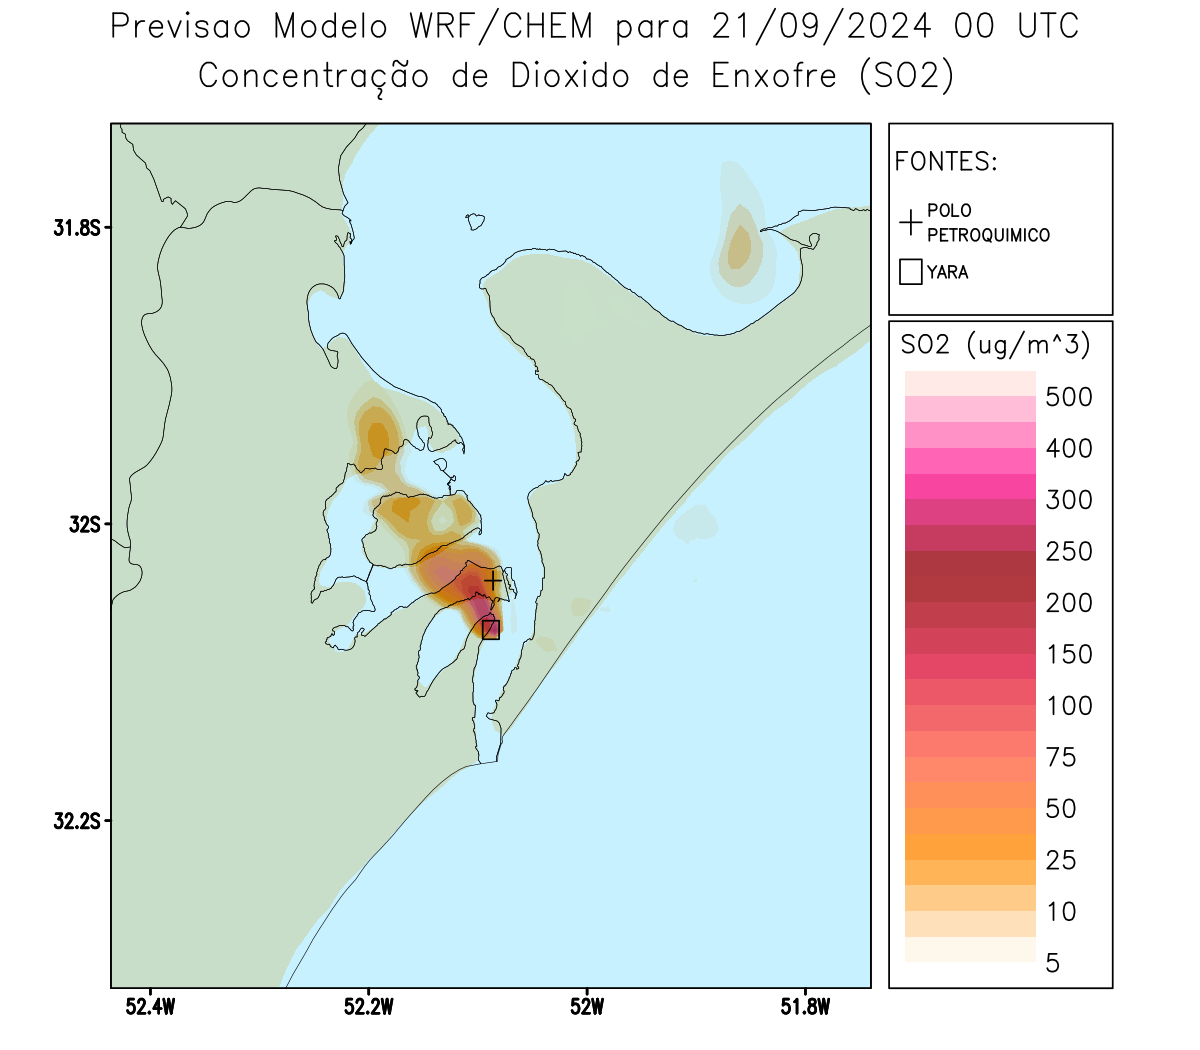 Previsao Modelo WRF/CHEM para 21/09/2024 00 UTC
Concentração de Dioxido de Enxofre (SO2)
FONTES:
POLO
PETROQUIMICO
YARA
SO2 (ug/m^3)
500
400
300
250
200
150
100
75
50
25
10
5
31.8S
32S
32.2S
52.4W
52.2W
52W
51.8W